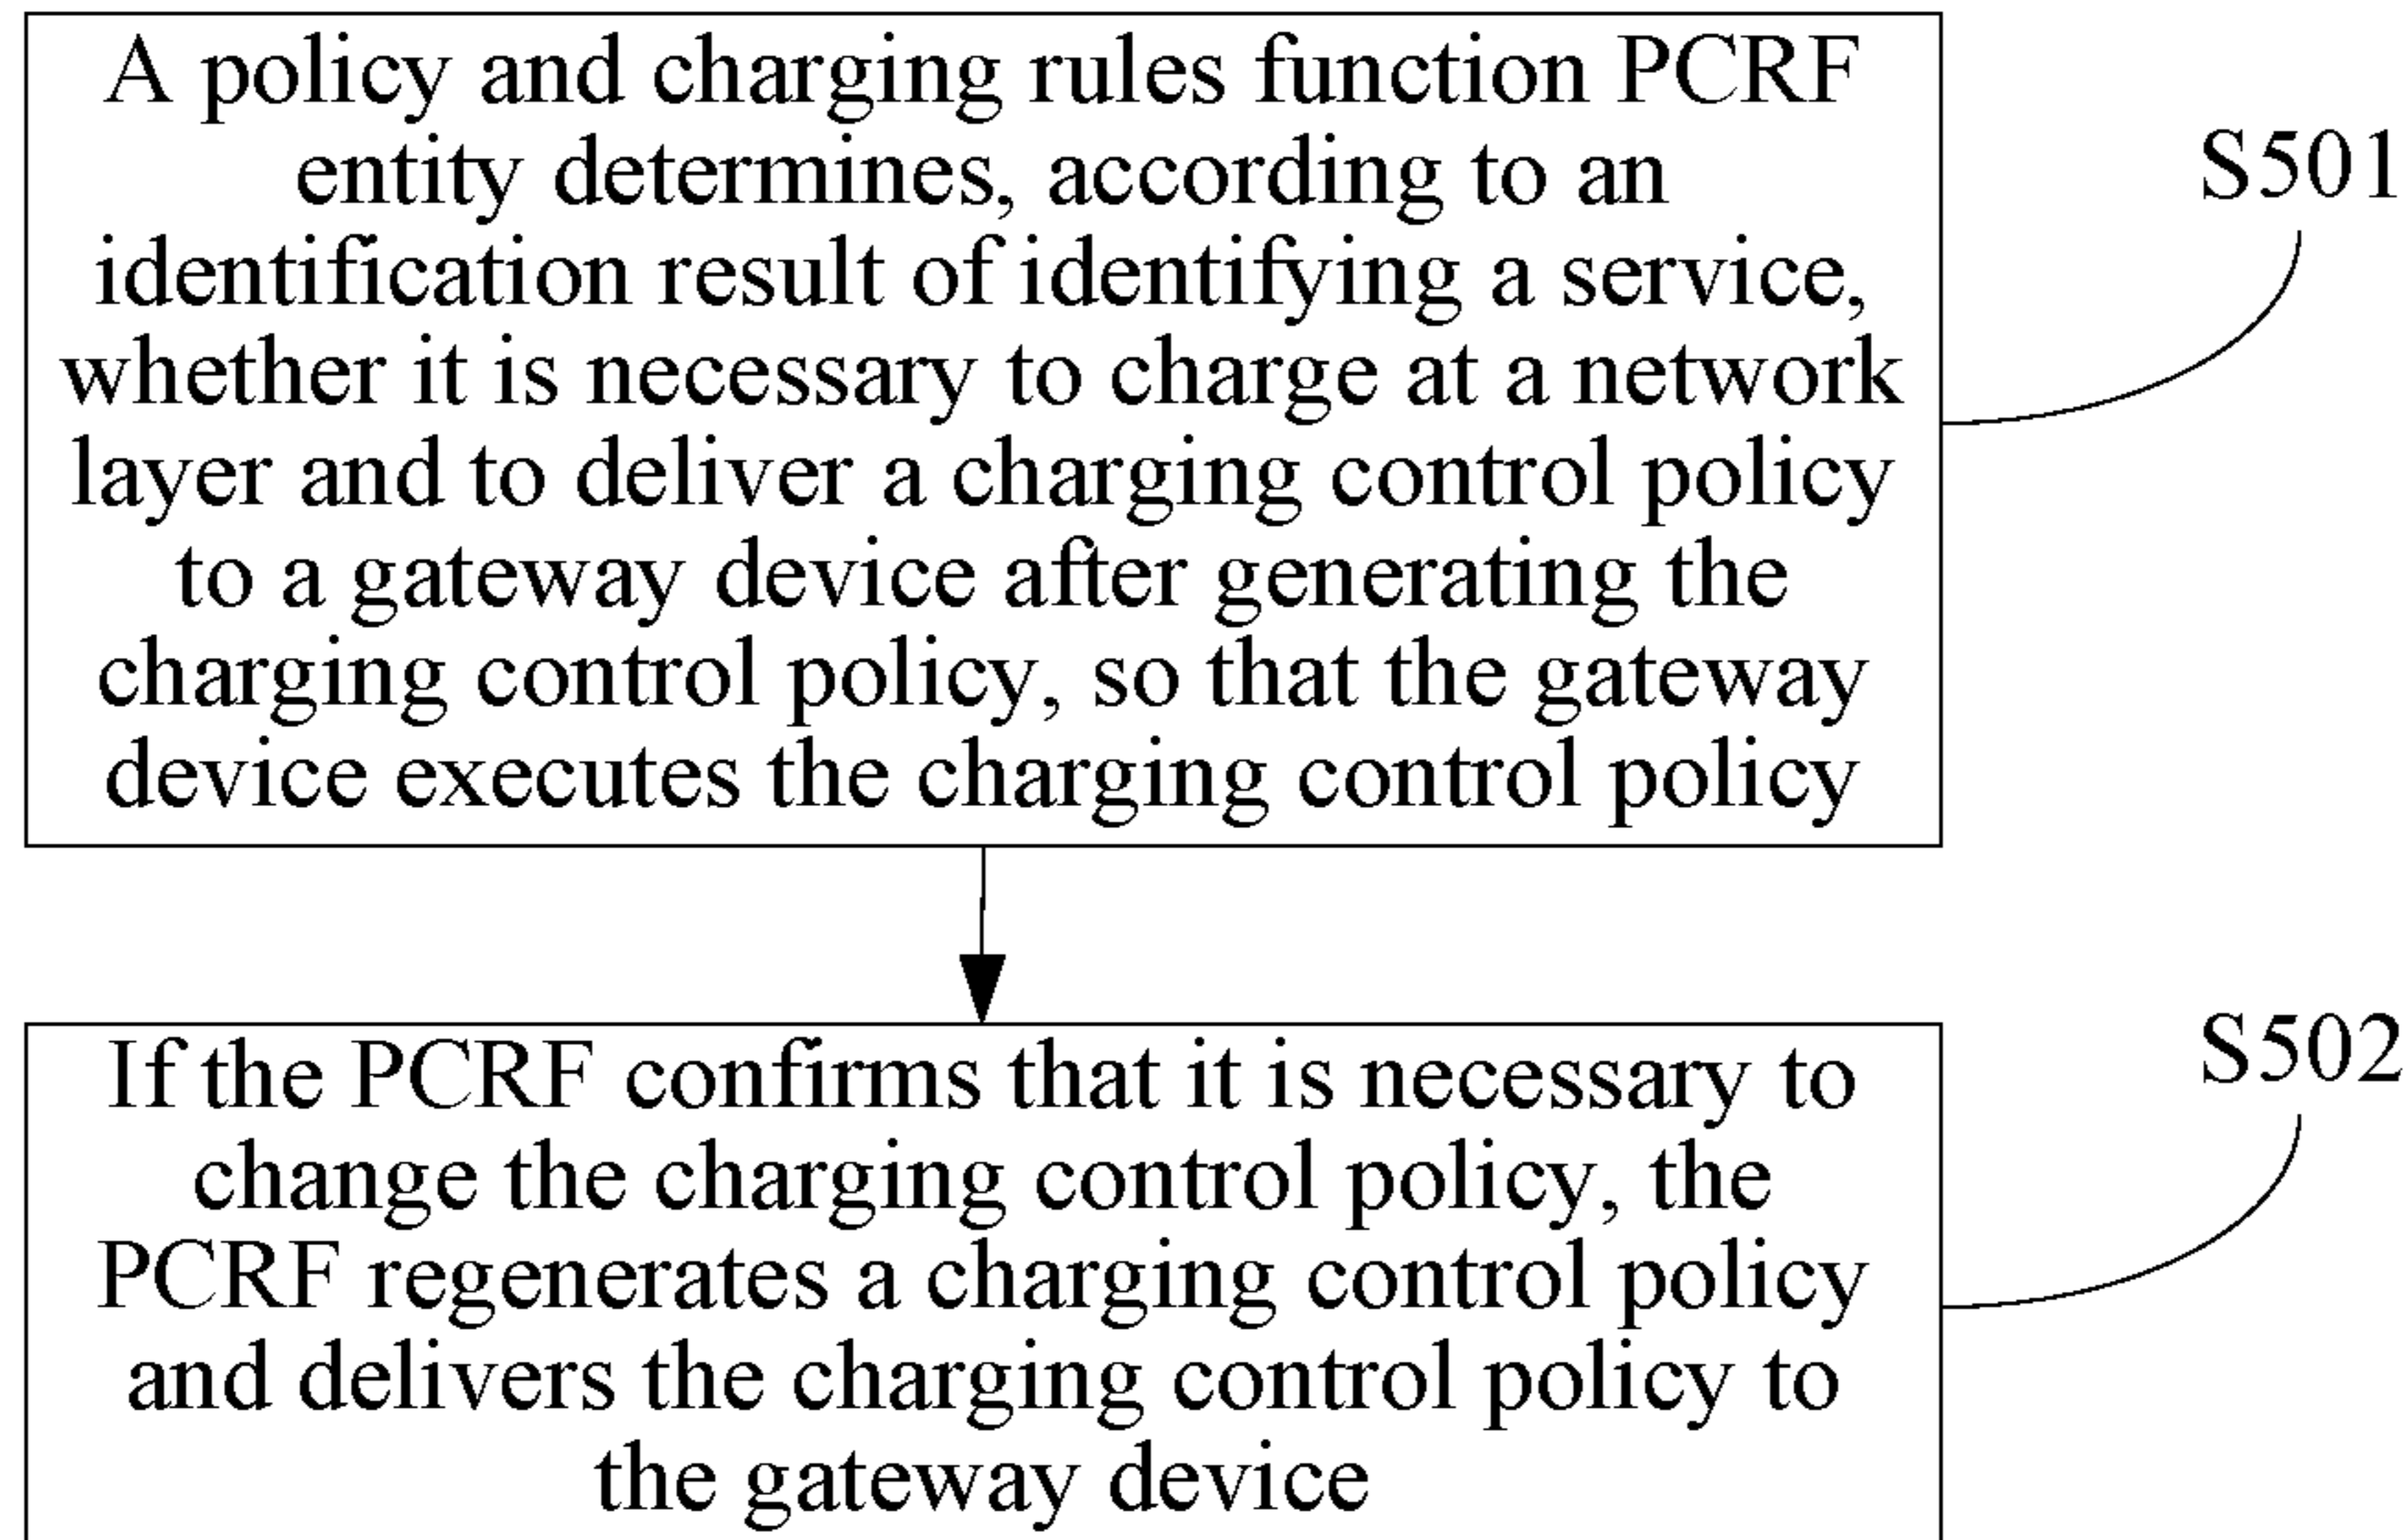 A policy and charging rules function PCRF
entity determines, according to an
identification result of identifying a service,
whether it is necessary to charge at a network
layer and to deliver a charging control policy
to a gateway device after generating the
charging control policy, so that the gateway
device executes the charging control policy
S501
If the PCRF confirms that it is necessary to
change the charging control policy, the
PCRF regenerates a charging control policy
and delivers the charging control policy to
the gateway device
S502